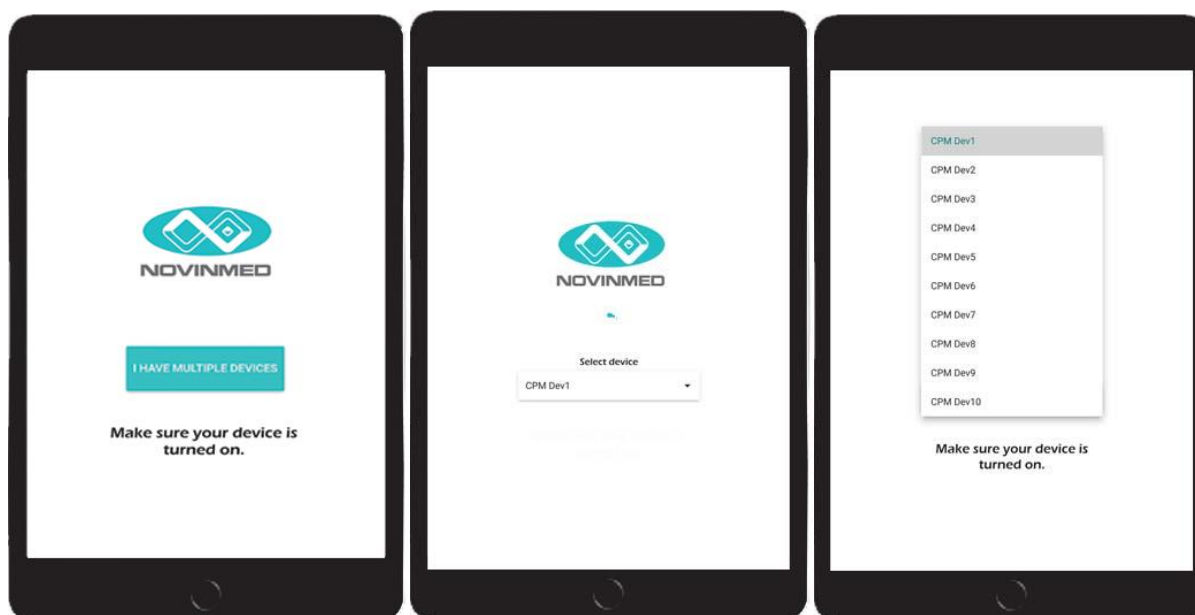 NOVINMED
I HAVE MULTIPLE DEVICES
Make sure your device is
turned on.
NOVINMED
Select device
CPM Dev1
CPM Dev1
CPM Dev2
CPM Dev3
CPM Dev4
CPM Dev5
CPM Dev6
CPM Dev7
CPM Dev8
CPM Dev9
CPM Dev10
Make sure your device is
turned on.